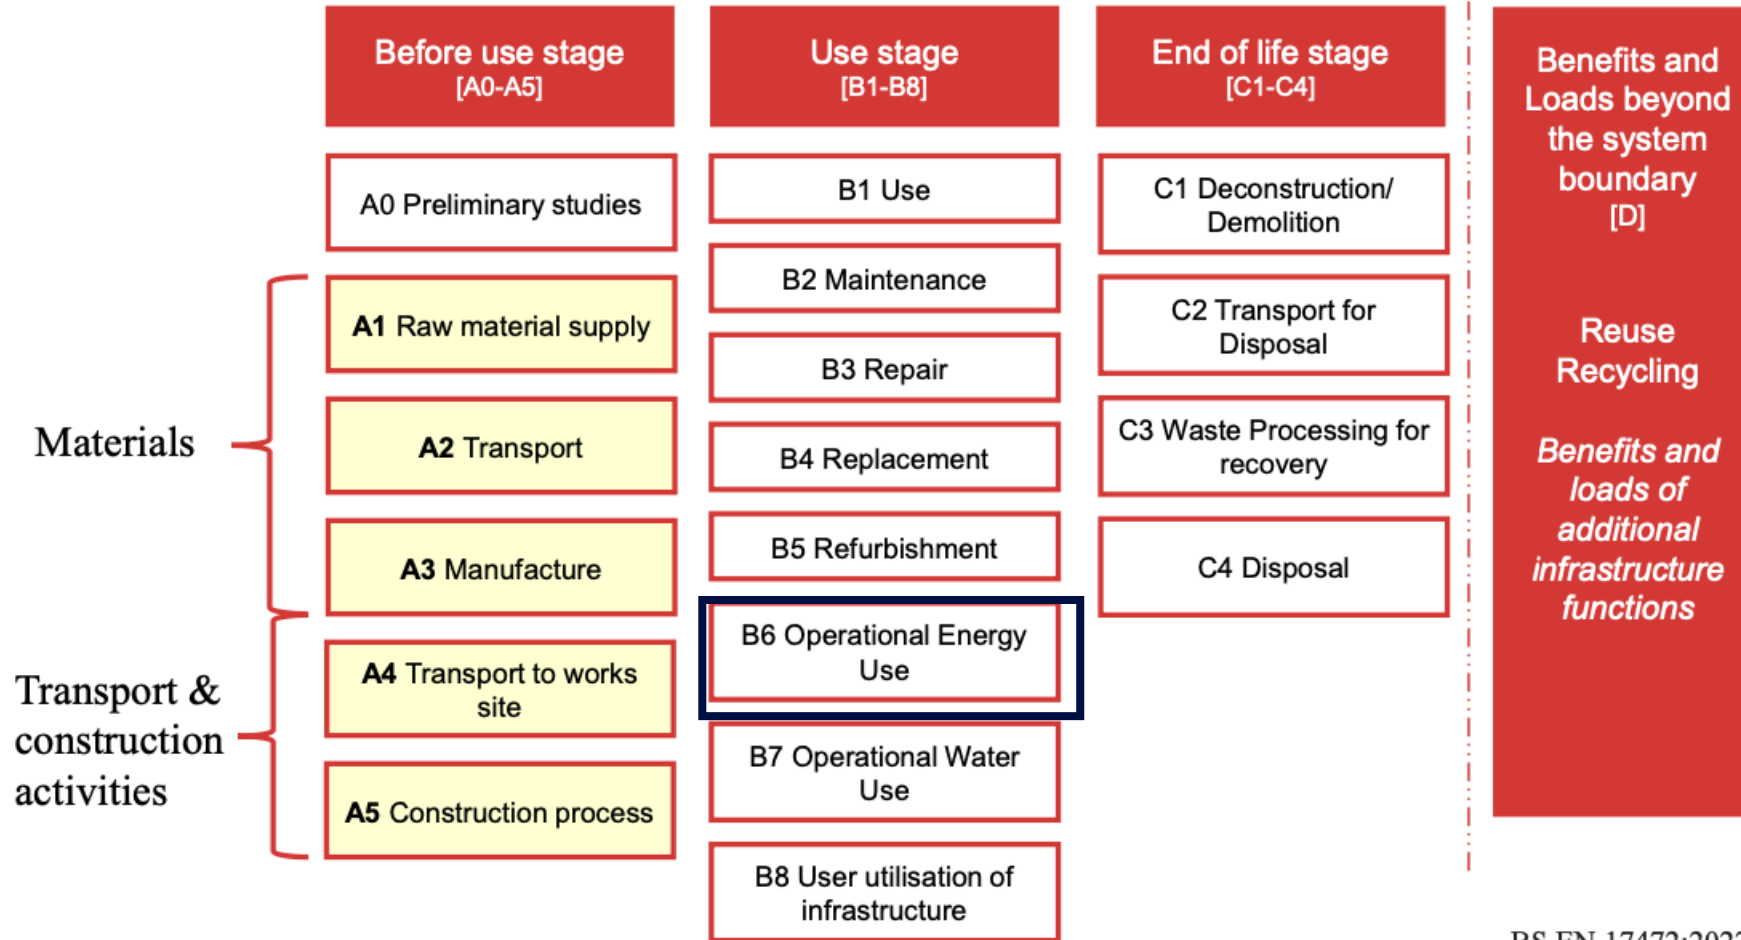 Before use stage
[A0-A5]
A0 Preliminary studies
Materials
A1 Raw material supply
A2 Transport
A3 Manufacture
Transport &
construction
activities
A4 Transport to works
site
A5 Construction process
Use stage
[B1-B8]
B1 Use
B2 Maintenance
B3 Repair
B4 Replacement
B5 Refurbishment
B6 Operational Energy
Use
B7 Operational Water
Use
B8 User utilisation of
infrastructure
End of life stage
[C1-C4]
C1 Deconstruction/
Demolition
C2 Transport for
Disposal
C3 Waste Processing for
recovery
C4 Disposal
Benefits and
Loads beyond
the system
boundary
[D]
Reuse
Recycling
Benefits and
loads of
additional
infrastructure
functions
BS EN